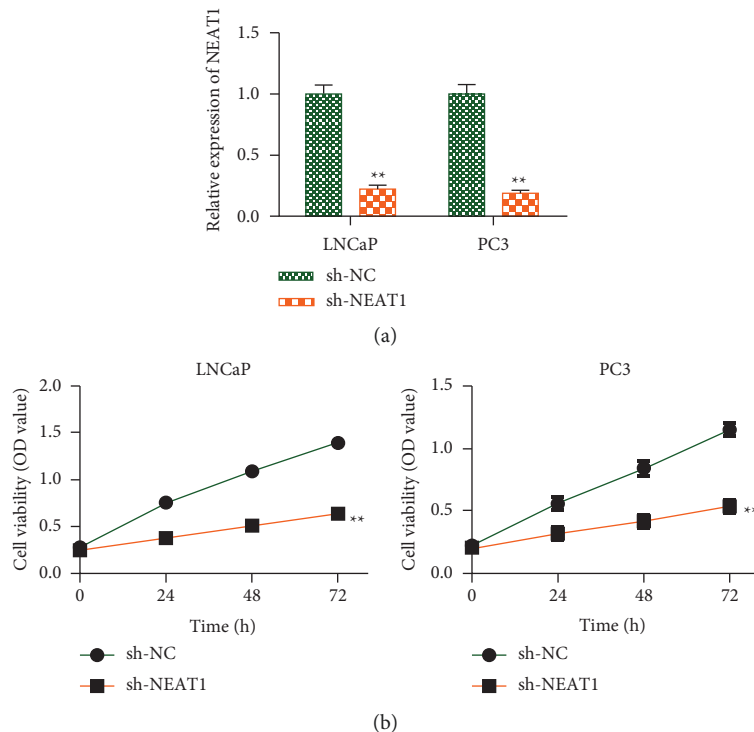 Relative expression of NEAT1
1.5
1.0
0.5
0.0
**
**
LNCaP
PC3
sh-NC
sh-NEAT1
(a)
LNCaP
Cell viability (OD value)
2.0
1.5
1.0
0.5
0.0
**
0
24
48
72
Time (h)
sh-NC
sh-NEAT1
PC3
Cell viability (OD value)
1.5
1.0
0.5
0.0
**
0
24
48
72
Time (h)
sh-NC
sh-NEAT1
(b)